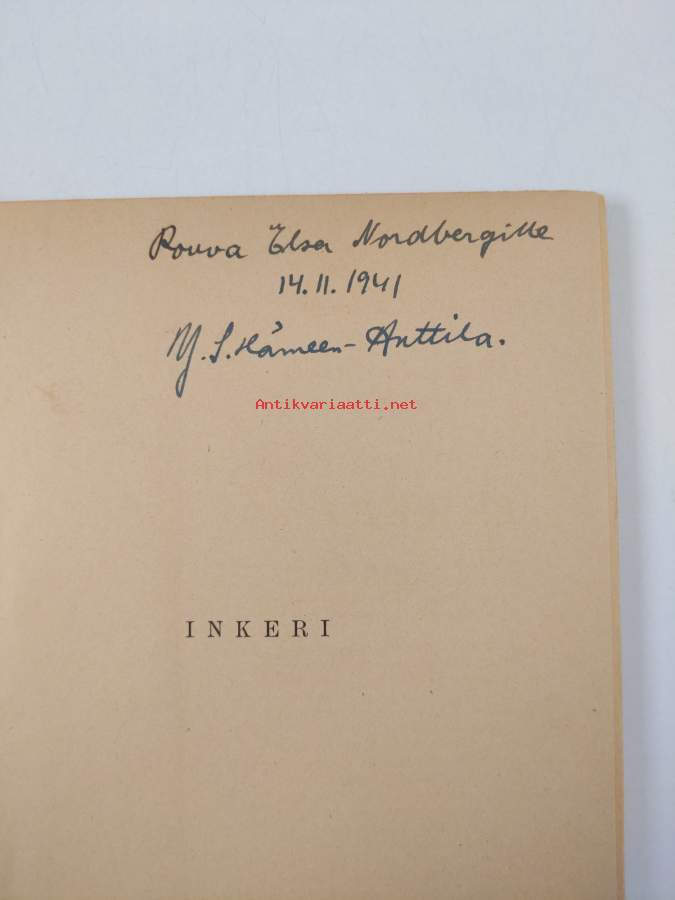 Rouva Elsa Nordbergille
14.11.1941
Y. S. Hämeen-Anttila.
Antikvariaatti.net
INKERI